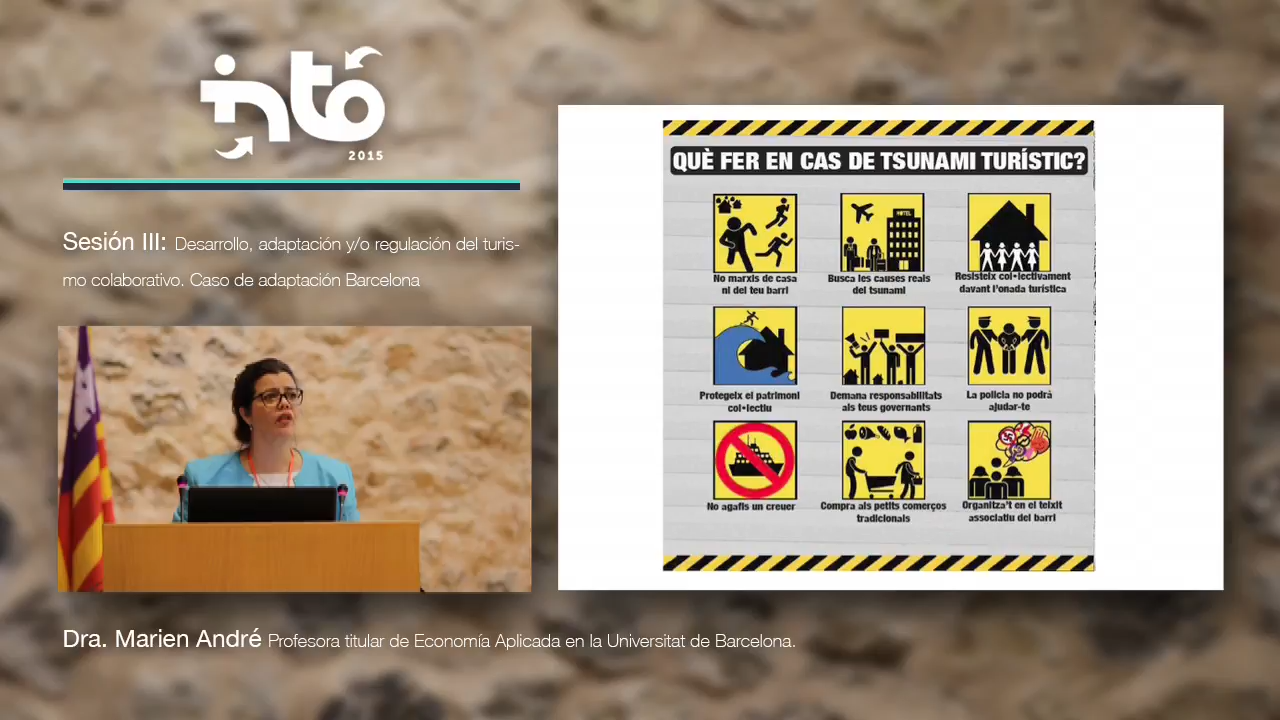 into
2015
Sesión III: Desarrollo, adaptación y/o regulación del turis-
mo colaborativo. Caso de adaptación Barcelona
QUÈ FER EN CAS DE TSUNAMI TURÍSTIC?
No marxis de casa
ni del teu barri
HOTEL
Busca les causes reals
del tsunami
Resisteix col•lectivament
davant l'onada turística
Protegeix el patrimoni
col•lectiu
Demana responsabilitats
als teus governants
La policia no podrà
ajudar-te
No agafis un creuer
Compra als petits comerços
tradicionals
Organitza't en el teixit
associatiu del barri
Dra. Marien André Profesora titular de Economía Aplicada en la Universitat de Barcelona.